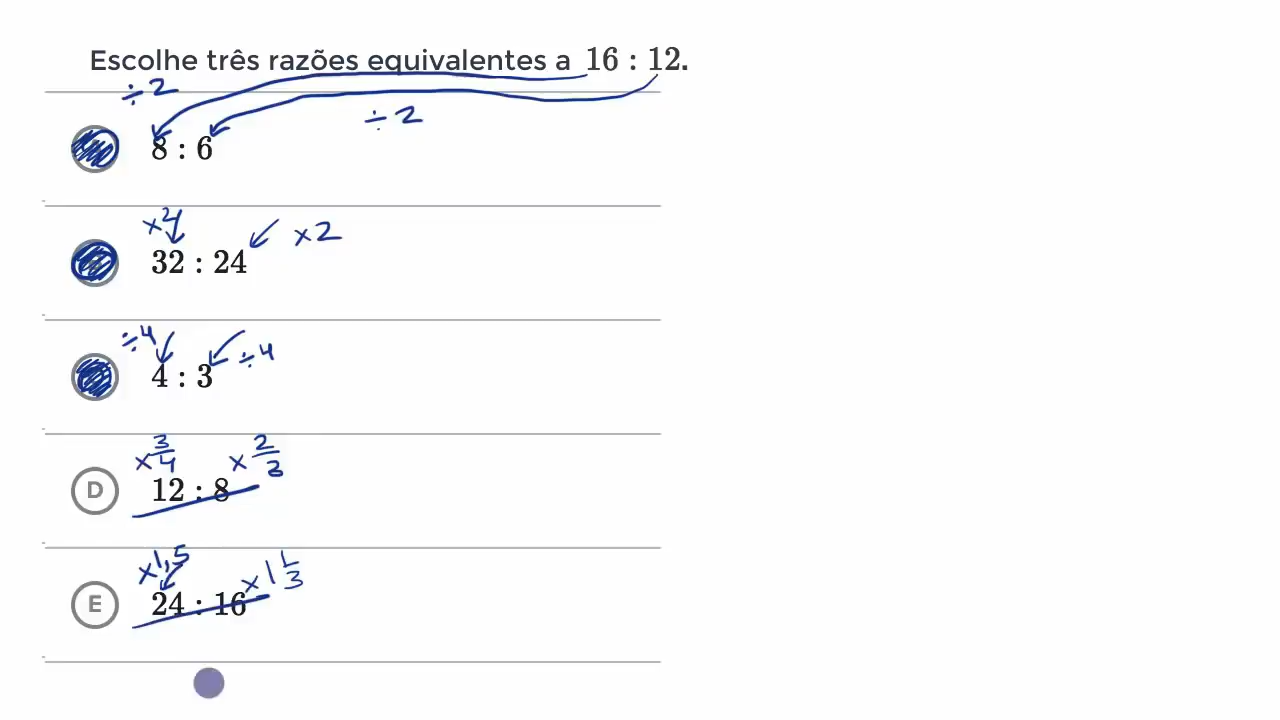 Escolhe três razões equivalentes a 16 : 12.
÷2
÷2
8 : 6
×2
×2
32 : 24
÷4
÷4
4 : 3
×3/4
×2/3
D 12 : 8
×1,5
×1 1/3
E 24 : 16